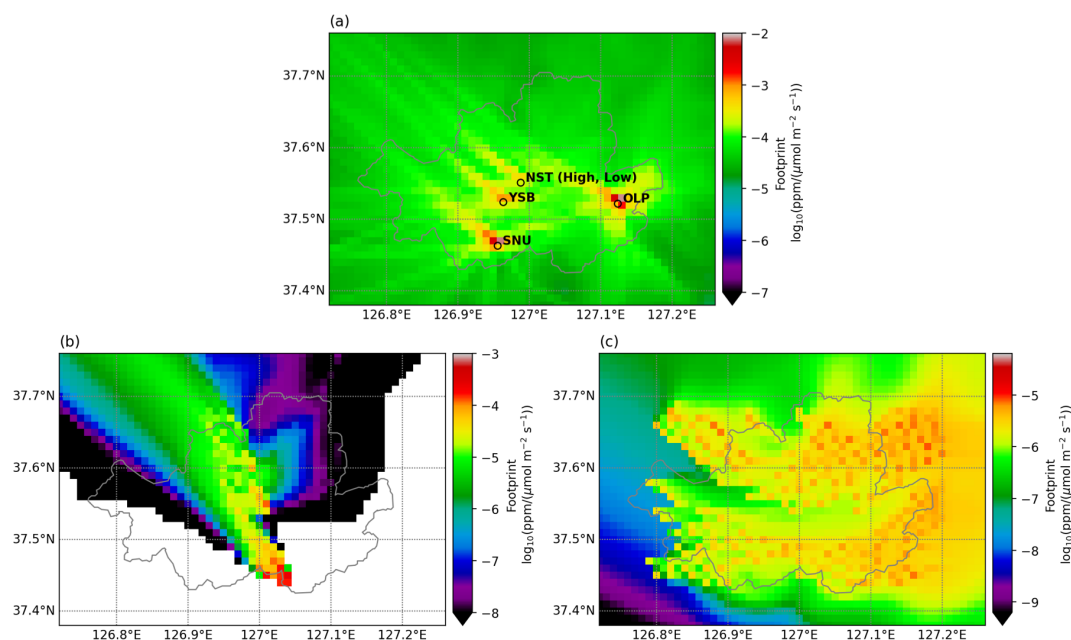 (a)
37.7°N
37.6°N
37.5°N
37.4°N
126.8°E 126.9°E 127°E 127.1°E 127.2°E
NST (High, Low)
YSB
OLP
SNU
−2
−3
−4
−5
−6
−7
Footprint
log₁₀(ppm/(μmol m⁻² s⁻¹))
(b)
37.7°N
37.6°N
37.5°N
37.4°N
126.8°E 126.9°E 127°E 127.1°E 127.2°E
−3
−4
−5
−6
−7
−8
Footprint
log₁₀(ppm/(μmol m⁻² s⁻¹))
(c)
37.7°N
37.6°N
37.5°N
37.4°N
126.8°E 126.9°E 127°E 127.1°E 127.2°E
−5
−6
−7
−8
−9
Footprint
log₁₀(ppm/(μmol m⁻² s⁻¹))